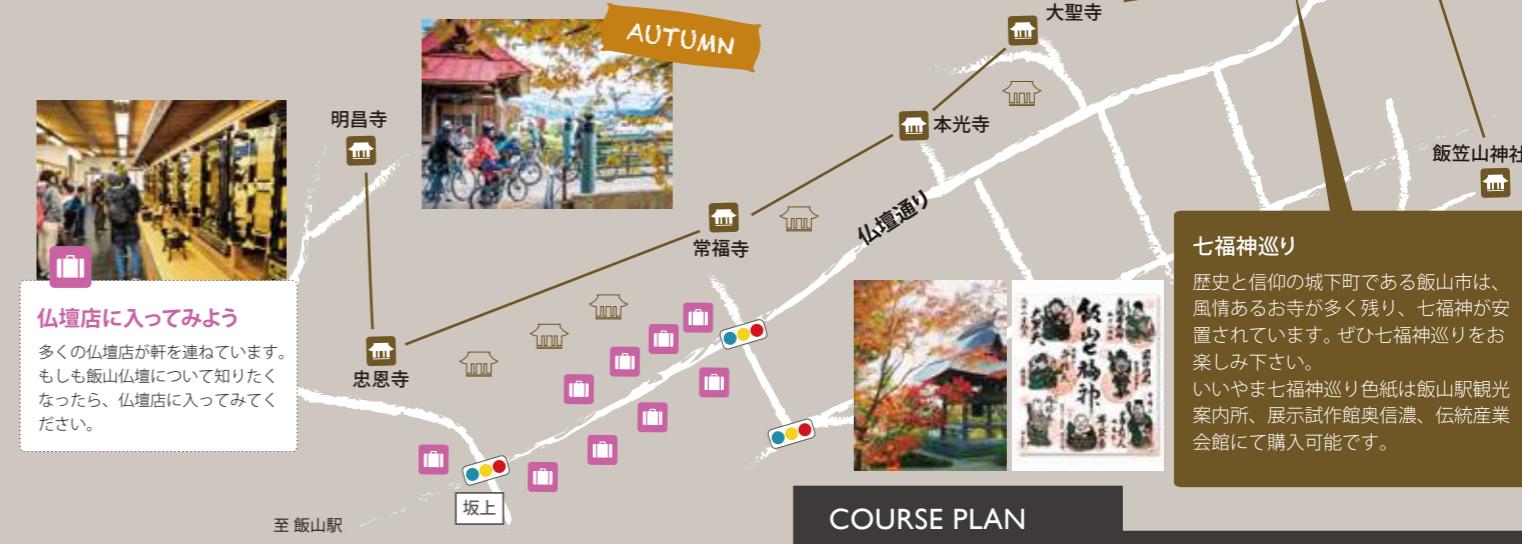 大聖寺
AUTUMN
明昌寺
本光寺
飯笠山神社
仏壇通り
常福寺
七福神巡り
歴史と信仰の城下町である飯山市は、
風情あるお寺が多く残り、七福神が安
置されています。ぜひ七福神巡りをお
楽しみ下さい。
いいやま七福神巡り色紙は飯山駅観光
案内所、展示試作館奥信濃、伝統産業
会館にて購入可能です。
仏壇店に入ってみよう
多くの仏壇店が軒を連ねています。
もしも飯山仏壇について知りたく
なったら、仏壇店に入ってみてく
ださい。
忠恩寺
飯山七福神
坂上
至 飯山駅
COURSE PLAN